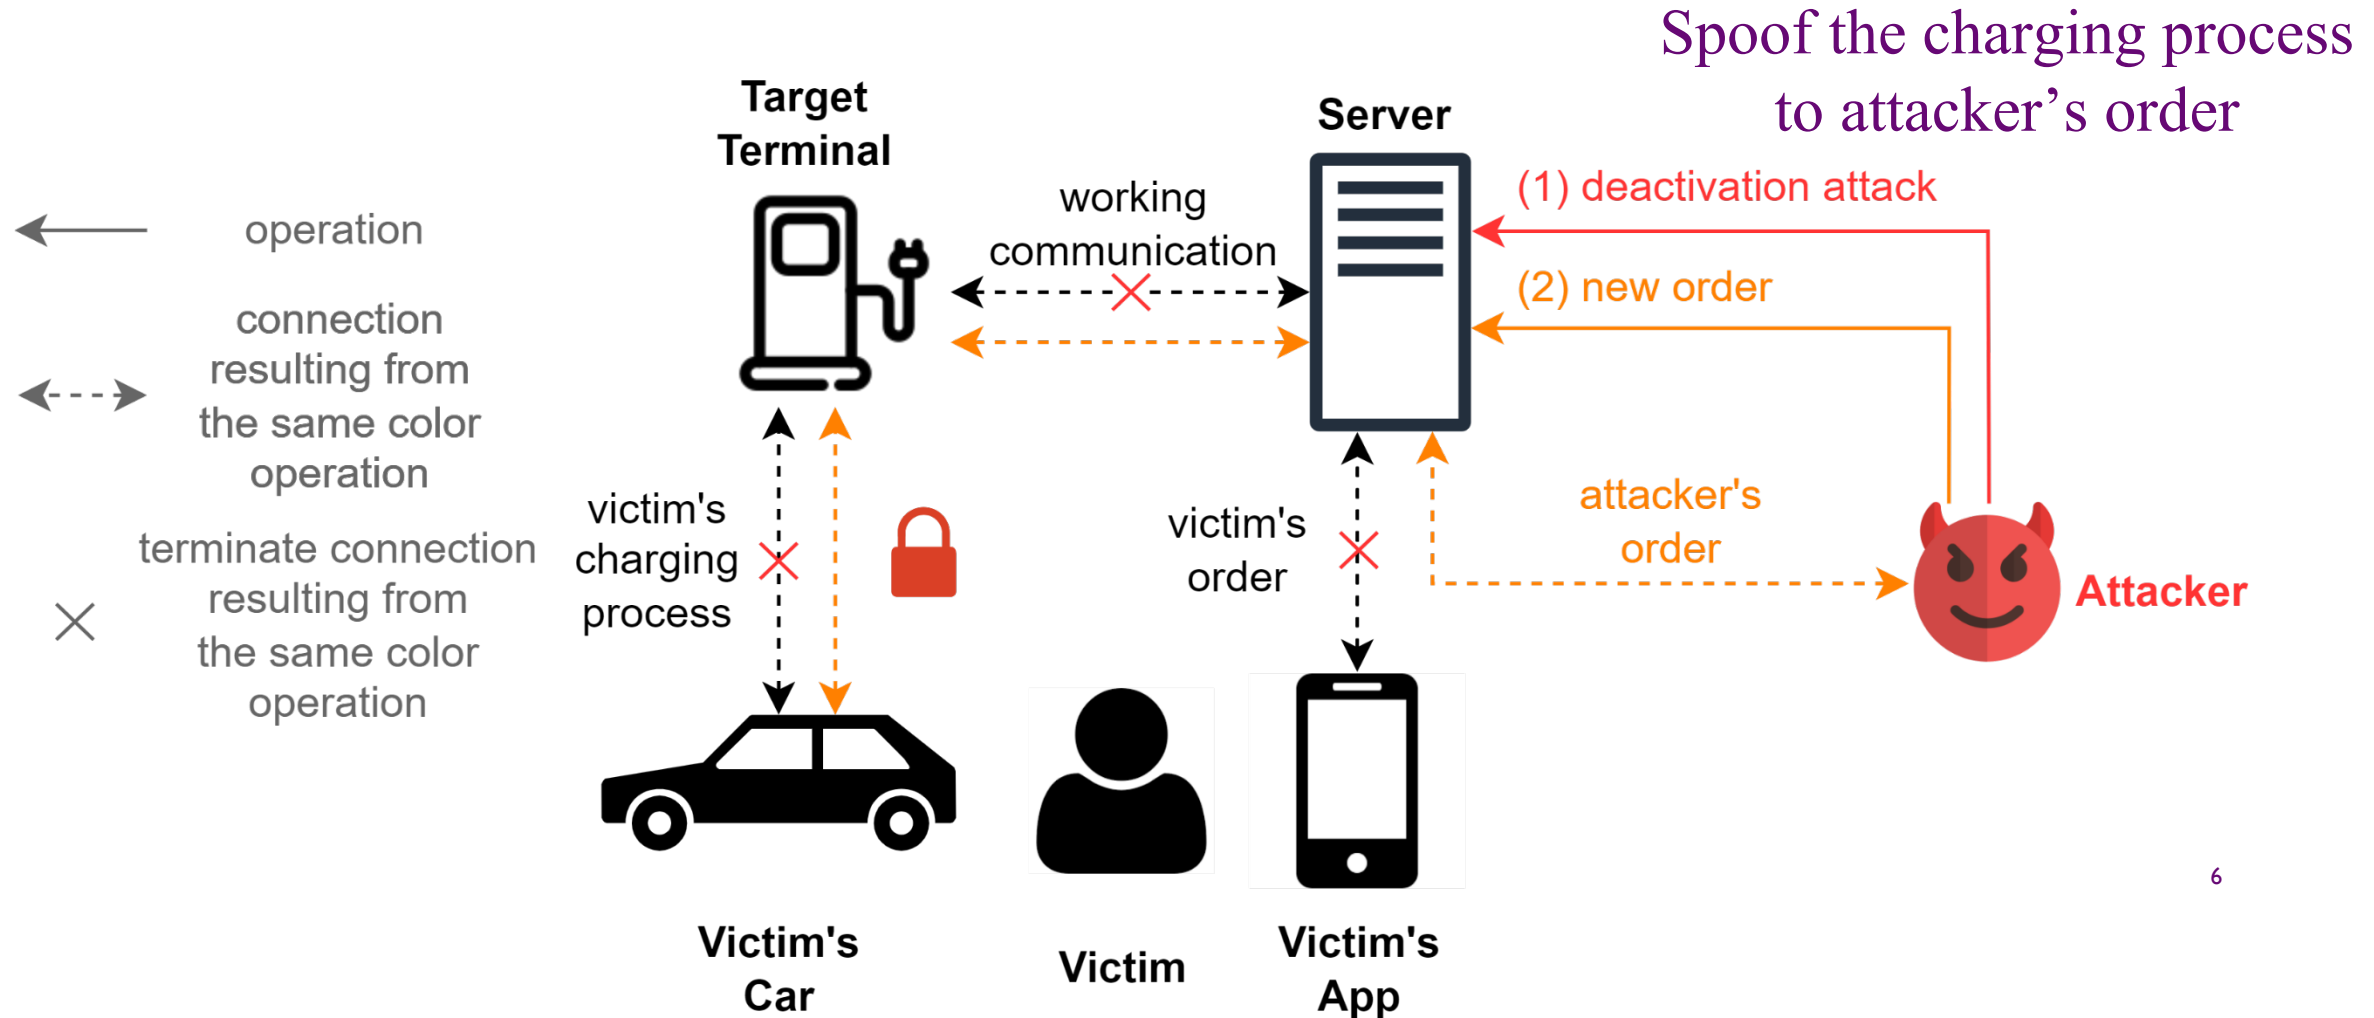 Spoof the charging process
to attacker’s order
Target
Terminal
Server
working
communication
(1) deactivation attack
(2) new order
operation
connection
resulting from
the same color
operation
terminate connection
resulting from
the same color
operation
victim's
charging
process
victim's
order
attacker's
order
Attacker
Victim's
Car
Victim
Victim's
App
6